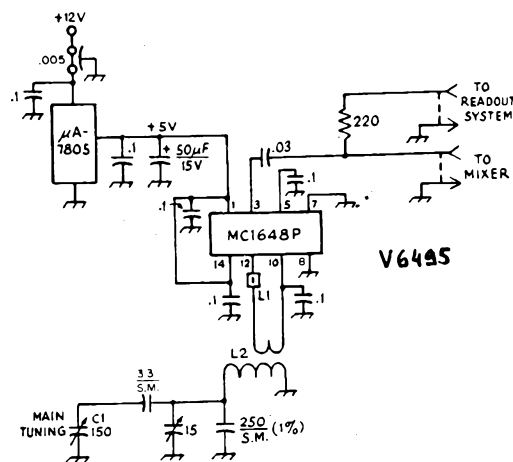 +12V
.005
.1
µA-
7805
+5V
.1
+ 50µF
15V
.03
220
TO
READOUT
SYSTEM
TO
MIXER
.1
.1
1
3
5
7
MC1648P
14
12
10
8
V6495
.1
L1
.1
L2
33
S.M.
MAIN
TUNING
C1
150
15
250
S.M.
(1%)